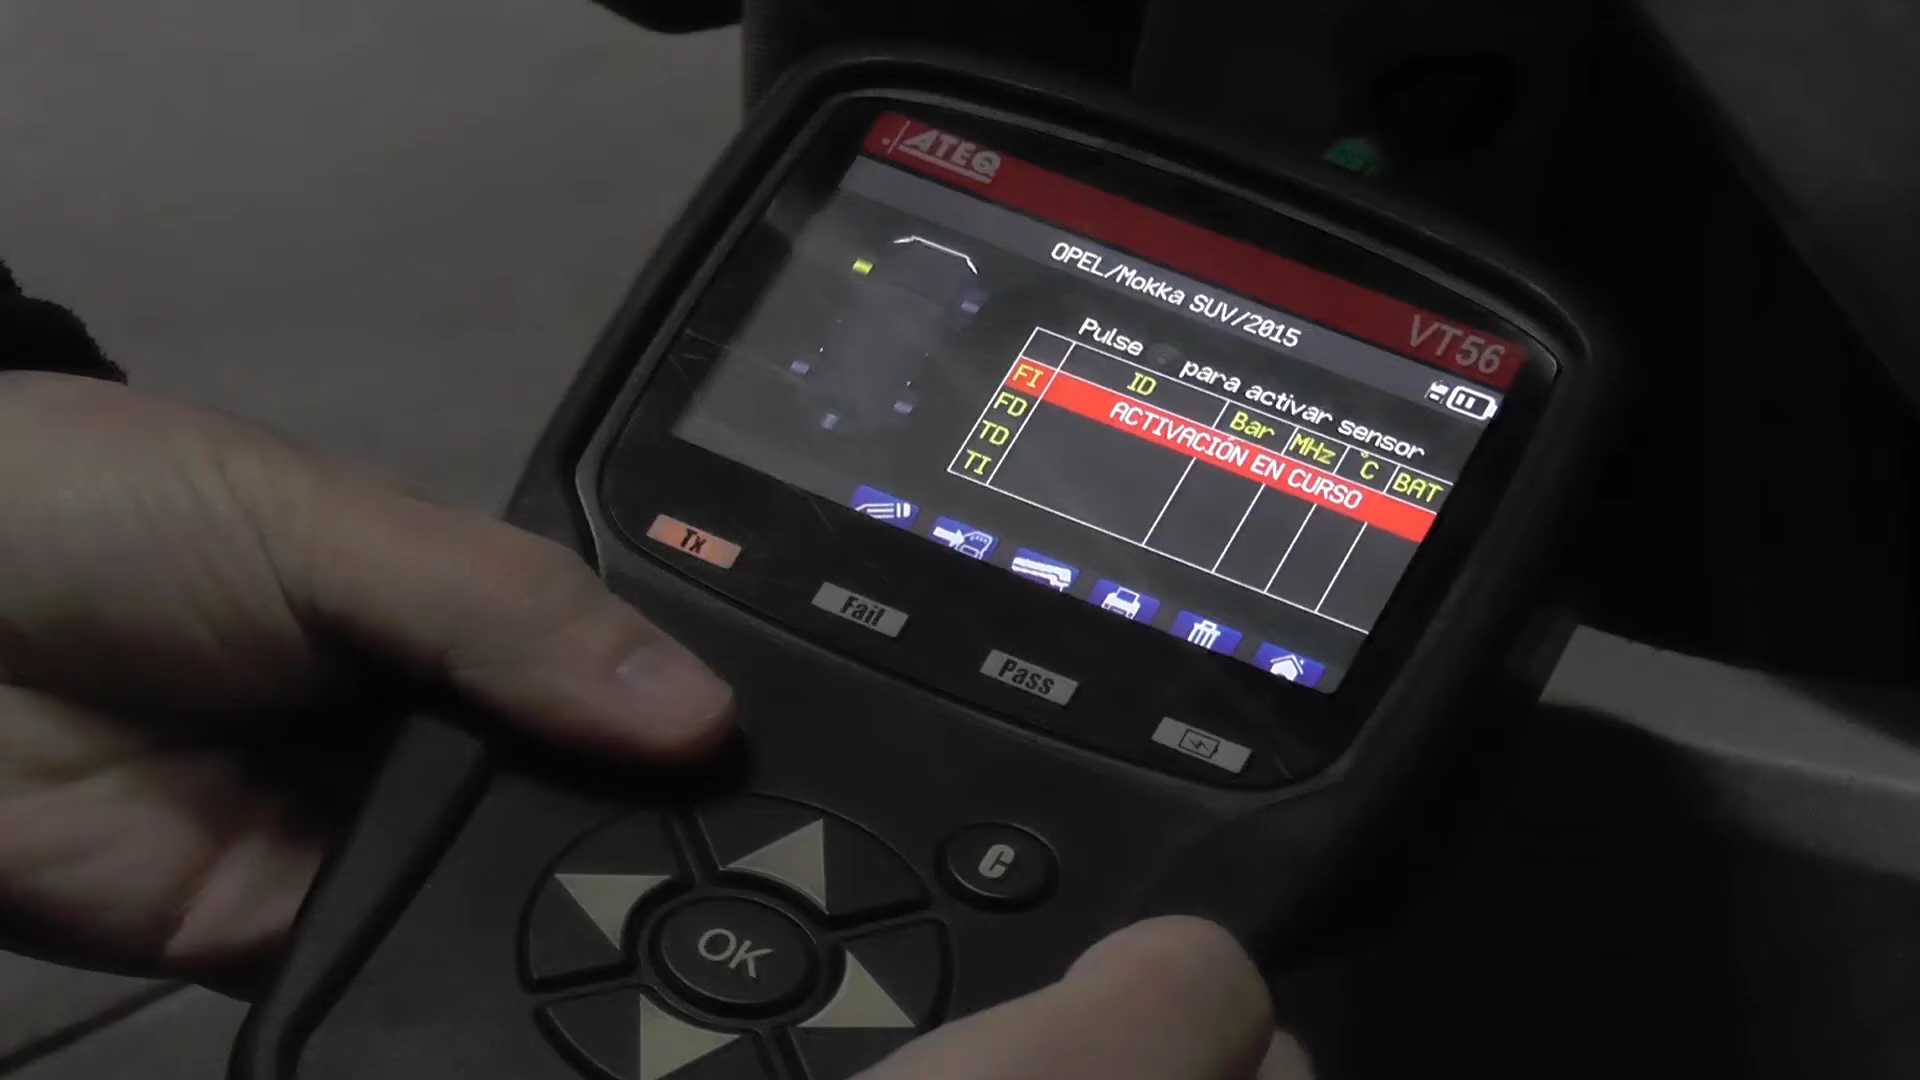 ATEQ
VT56
OPEL/Mokka SUV/2015
Pulse para activar sensor
ID Bar MHz °C BAT
FI ACTIVACIÓN EN CURSO
FD
TD
TI
Tx
Fail
Pass
C
OK